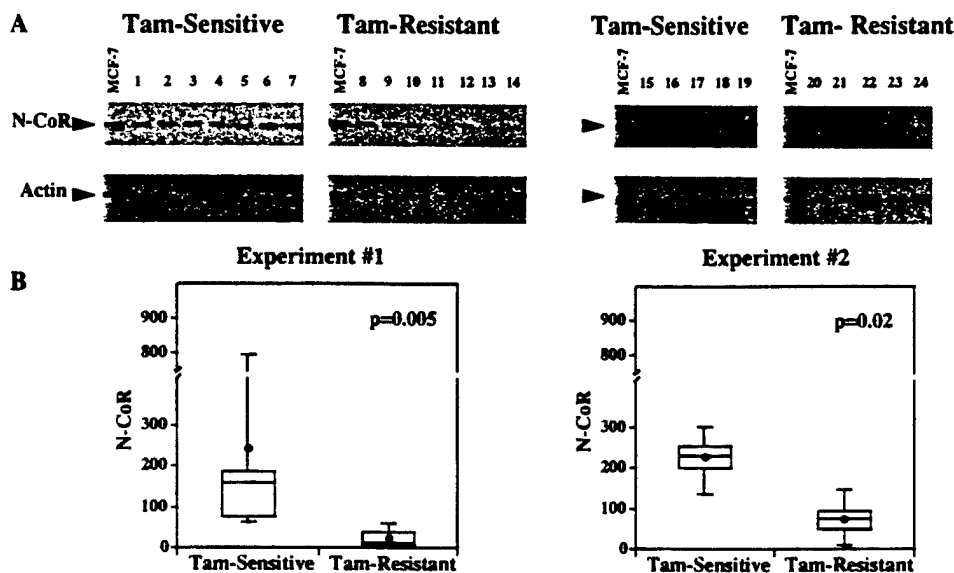 A
Tam-Sensitive Tam-Resistant Tam-Sensitive Tam- Resistant
MCF-7 1 2 3 4 5 6 7 MCF-7 8 9 10 11 12 13 14 MCF-7 15 16 17 18 19 MCF-7 20 21 22 23 24
N-CoR
Actin
B
Experiment #1
p=0.005
N-CoR
900
800
300
200
100
0
Tam-Sensitive Tam-Resistant
Experiment #2
p=0.02
N-CoR
900
800
300
200
100
0
Tam-Sensitive Tam-Resistant